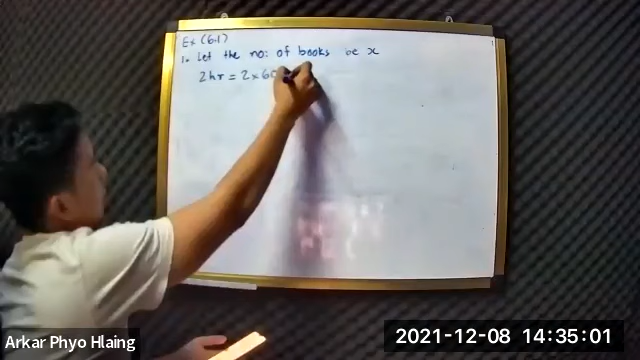 Ex (6.1)
1. Let the no: of books be x
2hr = 2 × 60
Arkar Phyo Hlaing
2021-12-08 14:35:01